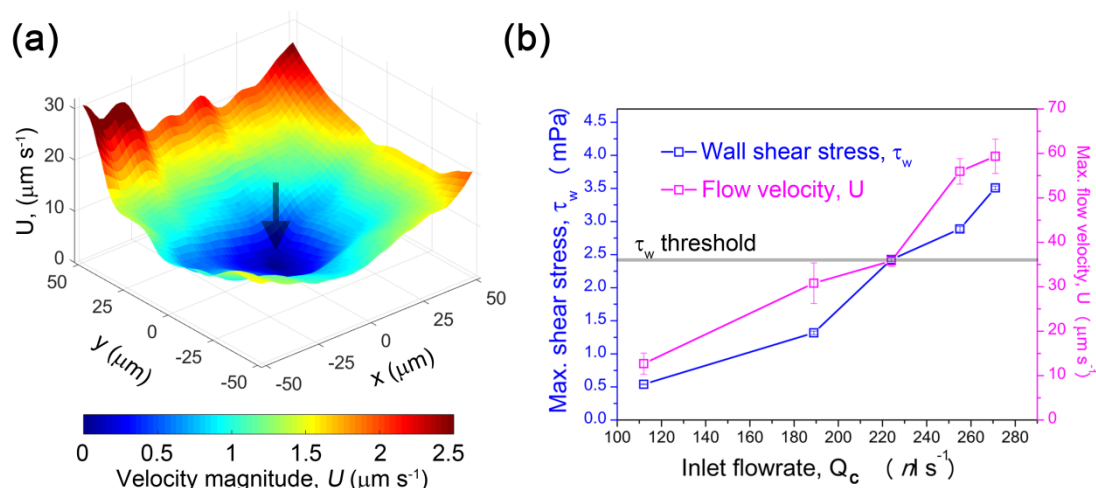 (a)
30
20
10
0
U, (μm s⁻¹)
50
25
0
-25
-50
y (μm)
-50
-25
0
25
50
x (μm)
0 0.5 1 1.5 2 2.5
Velocity magnitude, U (μm s⁻¹)
(b)
Max. shear stress, τw (mPa)
4.5
4.0
3.5
3.0
2.5
2.0
1.5
1.0
0.5
0.0
Wall shear stress, τw
Flow velocity, U
τw threshold
70
60
50
40
30
20
10
0
Max. flow velocity, U (μm s⁻¹)
100 120 140 160 180 200 220 240 260 280
Inlet flowrate, Qc (nl s⁻¹)